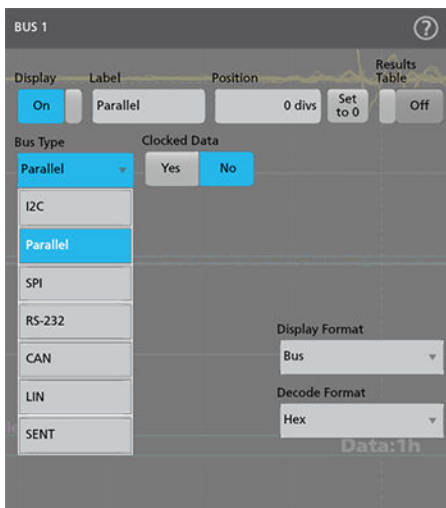 BUS 1
?
Display Label Position Results Table
On Parallel 0 divs Set to 0 Off
Bus Type Clocked Data
Parallel Yes No
I2C
Parallel
SPI
RS-232
CAN
LIN
SENT
Display Format
Bus
Decode Format
Hex
Data:1h